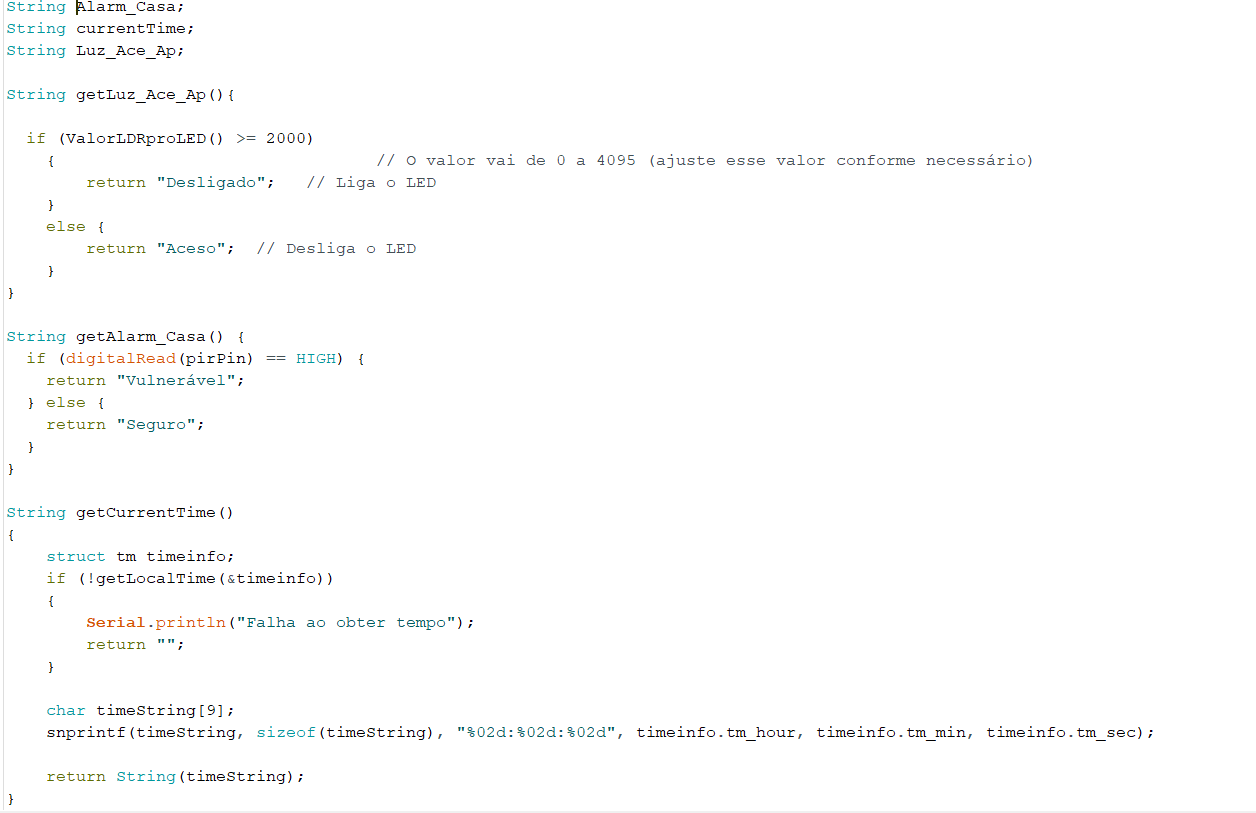 String Alarm_Casa;
String currentTime;
String Luz_Ace_Ap;

String getLuz_Ace_Ap(){

  if (ValorLDRproLED() >= 2000)
    {                                // O valor vai de 0 a 4095 (ajuste esse valor conforme necessário)
        return "Desligado";   // Liga o LED
    }
    else {
        return "Aceso";  // Desliga o LED
    }
}

String getAlarm_Casa() {
  if (digitalRead(pirPin) == HIGH) {
    return "Vulnerável";
  } else {
    return "Seguro";
  }
}

String getCurrentTime()
{
    struct tm timeinfo;
    if (!getLocalTime(&timeinfo))
    {
        Serial.println("Falha ao obter tempo");
        return "";
    }

    char timeString[9];
    snprintf(timeString, sizeof(timeString), "%02d:%02d:%02d", timeinfo.tm_hour, timeinfo.tm_min, timeinfo.tm_sec);

    return String(timeString);
}